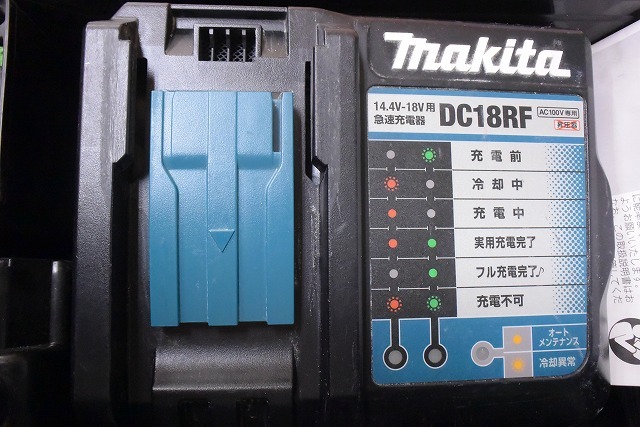 makita
14.4V-18V用
急速充電器 DC18RF
AC100V専用
充電前
冷却中
充電中
実用充電完了
フル充電完了♪
充電不可
オート
メンテナンス
冷却異常